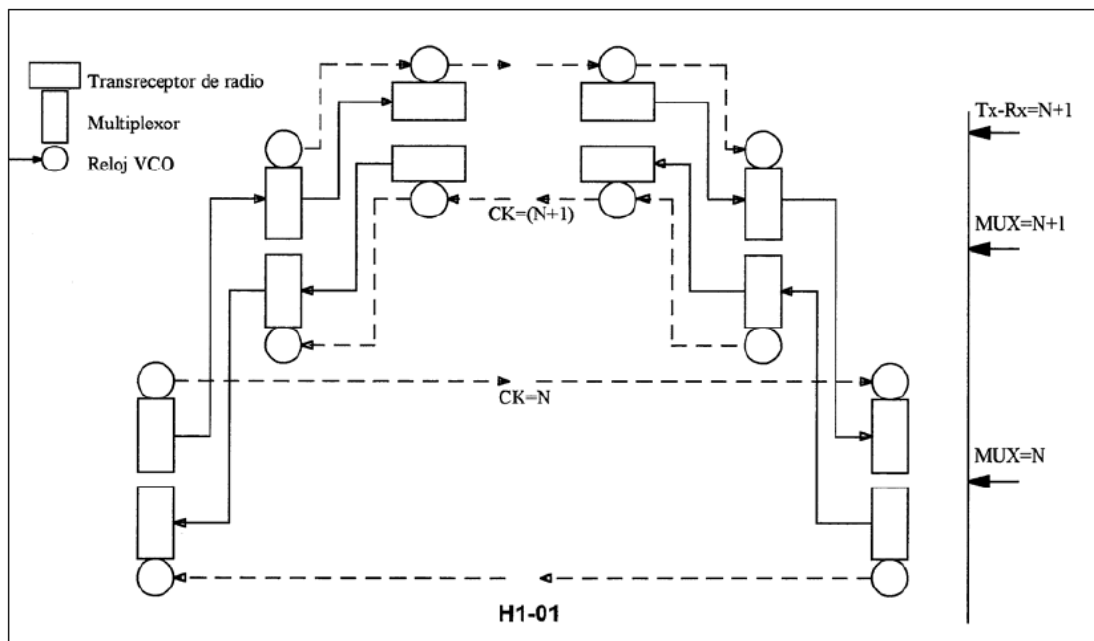 Transreceptor de radio
Multiplexor
Reloj VCO
Tx-Rx=N+1
CK=(N+1)
MUX=N+1
CK=N
MUX=N
H1-01